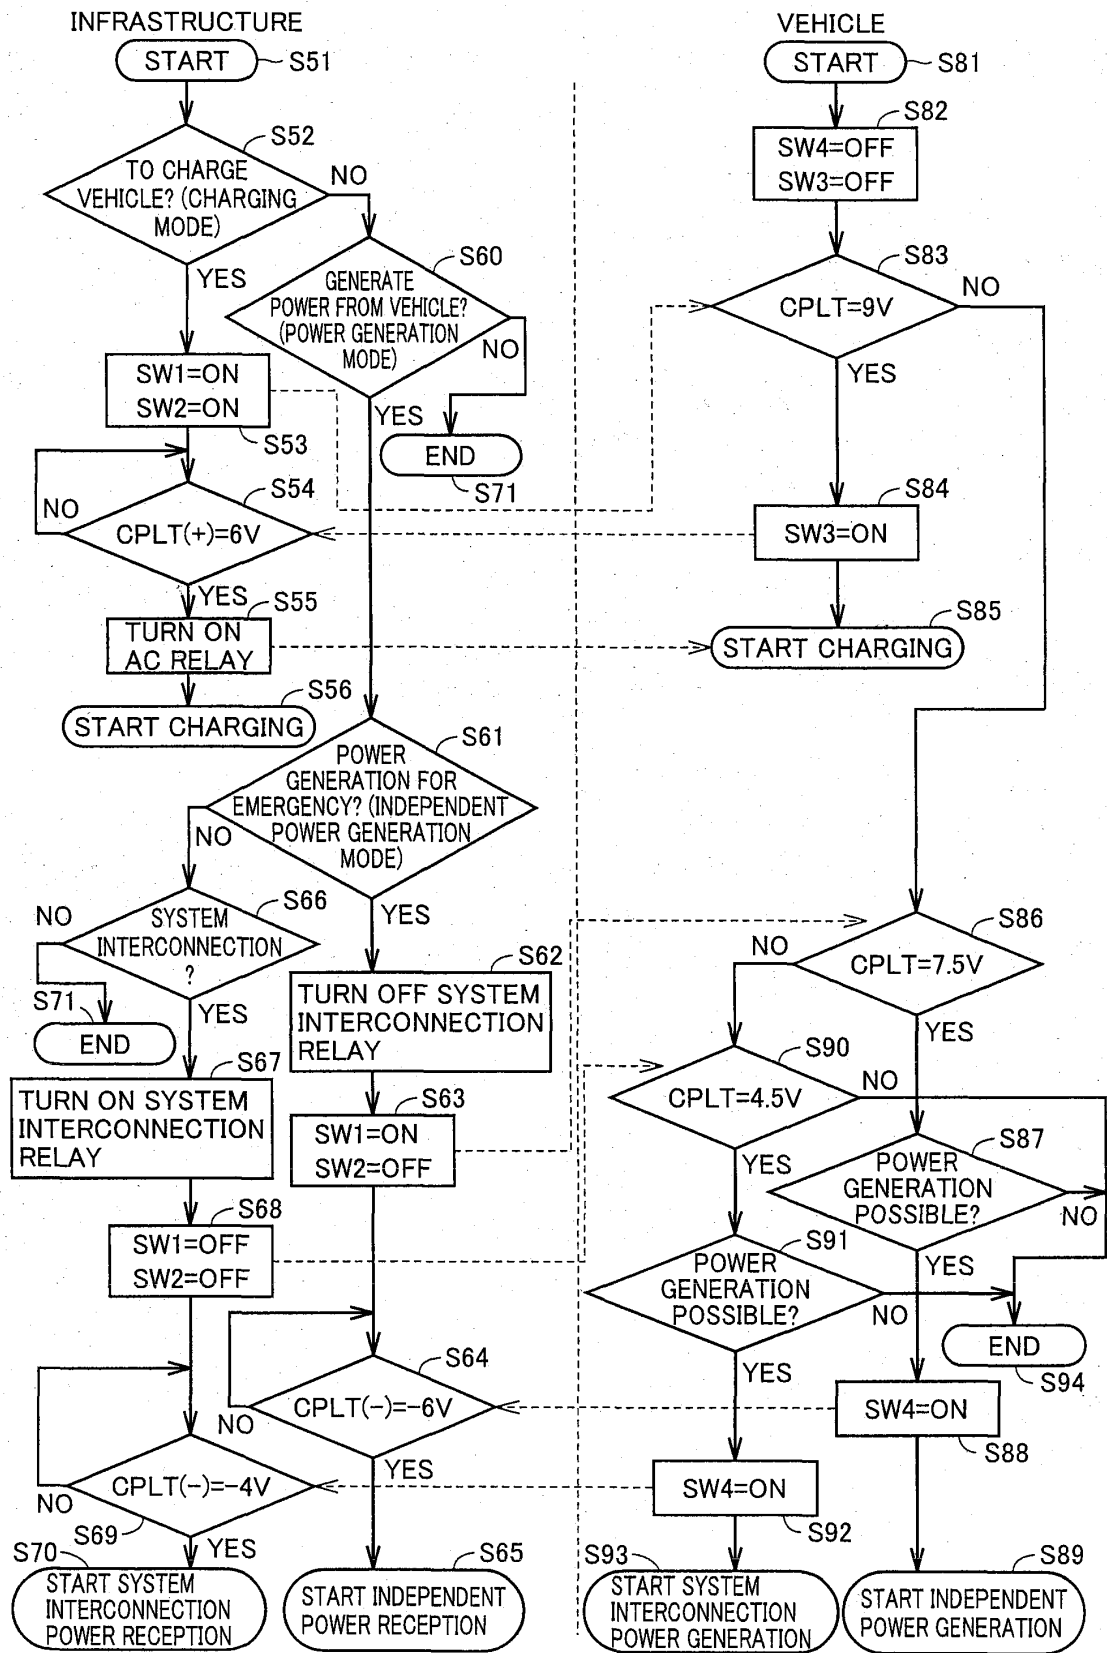 INFRASTRUCTURE
START
S51
S52
TO CHARGE
VEHICLE? (CHARGING
MODE)
NO
YES
S60
GENERATE
POWER FROM VEHICLE?
(POWER GENERATION
MODE)
NO
YES
END
S71
SW1=ON
SW2=ON
S53
S54
NO
CPLT(+)=6V
YES
S55
TURN ON
AC RELAY
S56
START CHARGING
S61
POWER
GENERATION FOR
EMERGENCY? (INDEPENDENT
POWER GENERATION
MODE)
NO
YES
S66
NO
SYSTEM
INTERCONNECTION
?
S71
YES
END
S62
TURN OFF SYSTEM
INTERCONNECTION
RELAY
S67
TURN ON SYSTEM
INTERCONNECTION
RELAY
S63
SW1=ON
SW2=OFF
S68
SW1=OFF
SW2=OFF
S64
CPLT(−)=−6V
NO
YES
CPLT(−)=−4V
NO
S69
YES
S70
START SYSTEM
INTERCONNECTION
POWER RECEPTION
S65
START INDEPENDENT
POWER RECEPTION
VEHICLE
START
S81
S82
SW4=OFF
SW3=OFF
S83
CPLT=9V
NO
YES
S84
SW3=ON
S85
START CHARGING
S86
CPLT=7.5V
NO
YES
S90
CPLT=4.5V
NO
YES
S87
POWER
GENERATION
POSSIBLE?
NO
YES
S91
POWER
GENERATION
POSSIBLE?
NO
YES
END
S94
SW4=ON
S88
SW4=ON
S92
S93
START SYSTEM
INTERCONNECTION
POWER GENERATION
S89
START INDEPENDENT
POWER GENERATION